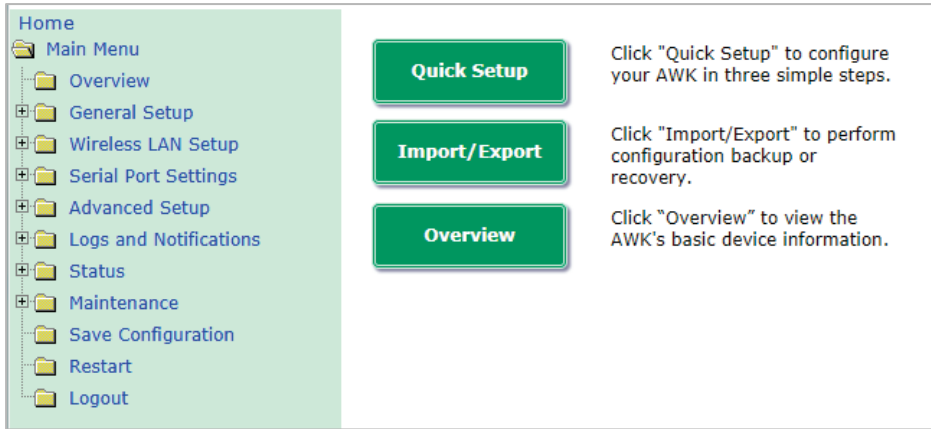 Home
Main Menu
Overview
General Setup
Wireless LAN Setup
Serial Port Settings
Advanced Setup
Logs and Notifications
Status
Maintenance
Save Configuration
Restart
Logout
Quick Setup
Click "Quick Setup" to configure
your AWK in three simple steps.
Import/Export
Click "Import/Export" to perform
configuration backup or
recovery.
Overview
Click “Overview” to view the
AWK's basic device information.